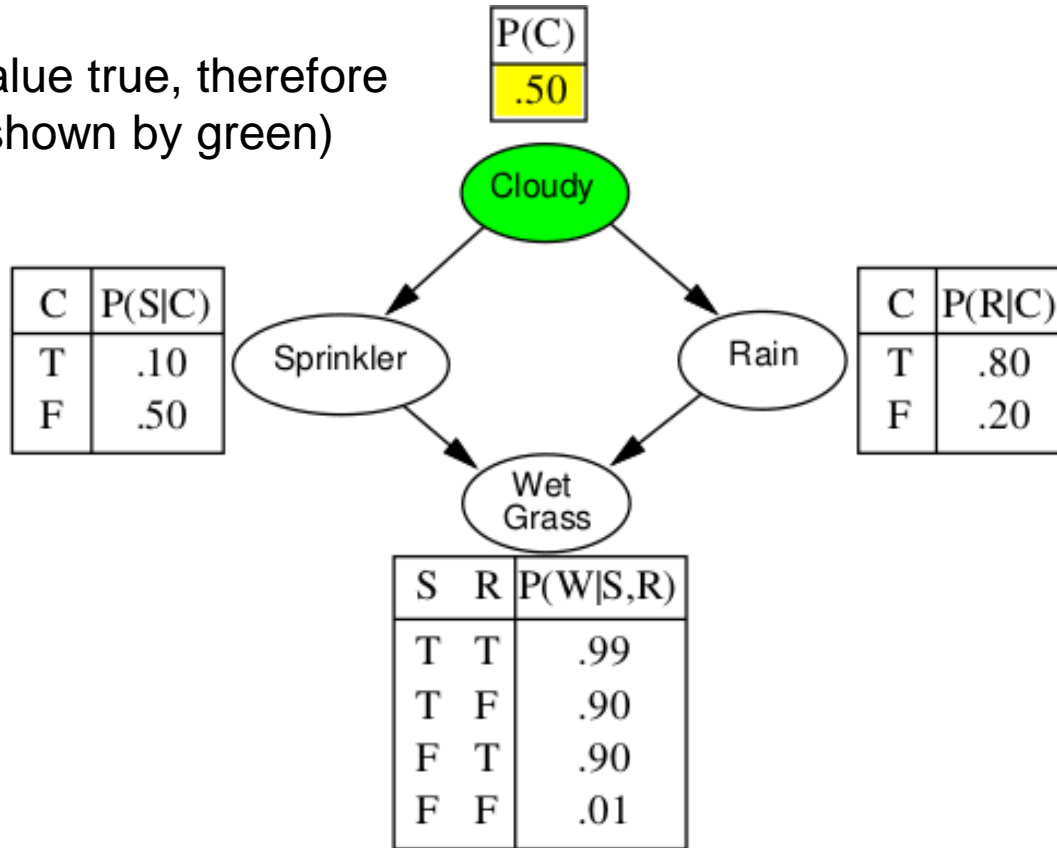 P(C)
.50
alue true, therefore
shown by green)
Cloudy
C P(S|C)
T .10
F .50
Sprinkler
Rain
C P(R|C)
T .80
F .20
Wet
Grass
S R P(W|S,R)
T T .99
T F .90
F T .90
F F .01